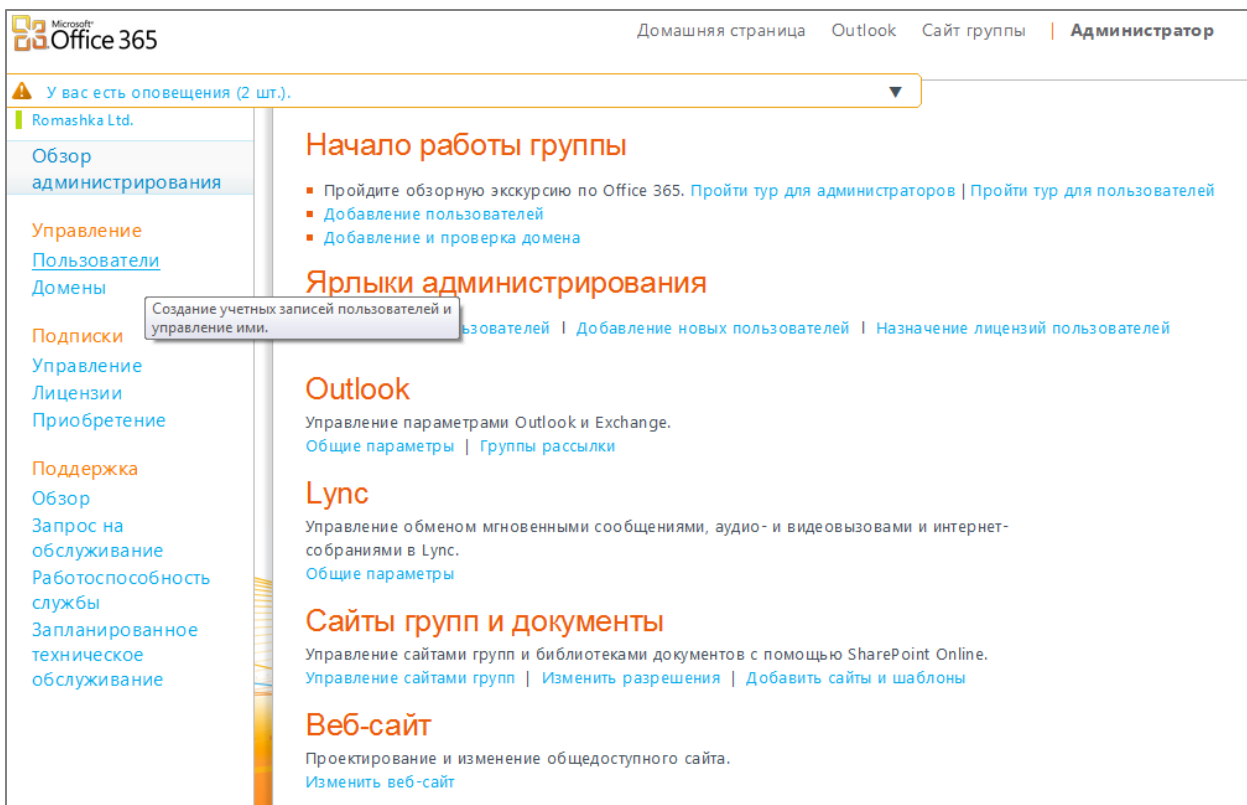 Microsoft
Office 365
Домашняя страница Outlook Сайт группы | Администратор
У вас есть оповещения (2 шт.).
Romashka Ltd.
Обзор
администрирования
Управление
Пользователи
Домены
Создание учетных записей пользователей и
управление ими.
Подписки
Управление
Лицензии
Приобретение
Поддержка
Обзор
Запрос на
обслуживание
Работоспособность
службы
Запланированное
техническое
обслуживание
Начало работы группы
Пройдите обзорную экскурсию по Office 365. Пройти тур для администраторов | Пройти тур для пользователей
Добавление пользователей
Добавление и проверка домена
Ярлыки администрирования
ьзователей | Добавление новых пользователей | Назначение лицензий пользователей
Outlook
Управление параметрами Outlook и Exchange.
Общие параметры | Группы рассылки
Lync
Управление обменом мгновенными сообщениями, аудио- и видеовызовами и интернет-
собраниями в Lync.
Общие параметры
Сайты групп и документы
Управление сайтами групп и библиотеками документов с помощью SharePoint Online.
Управление сайтами групп | Изменить разрешения | Добавить сайты и шаблоны
Веб-сайт
Проектирование и изменение общедоступного сайта.
Изменить веб-сайт